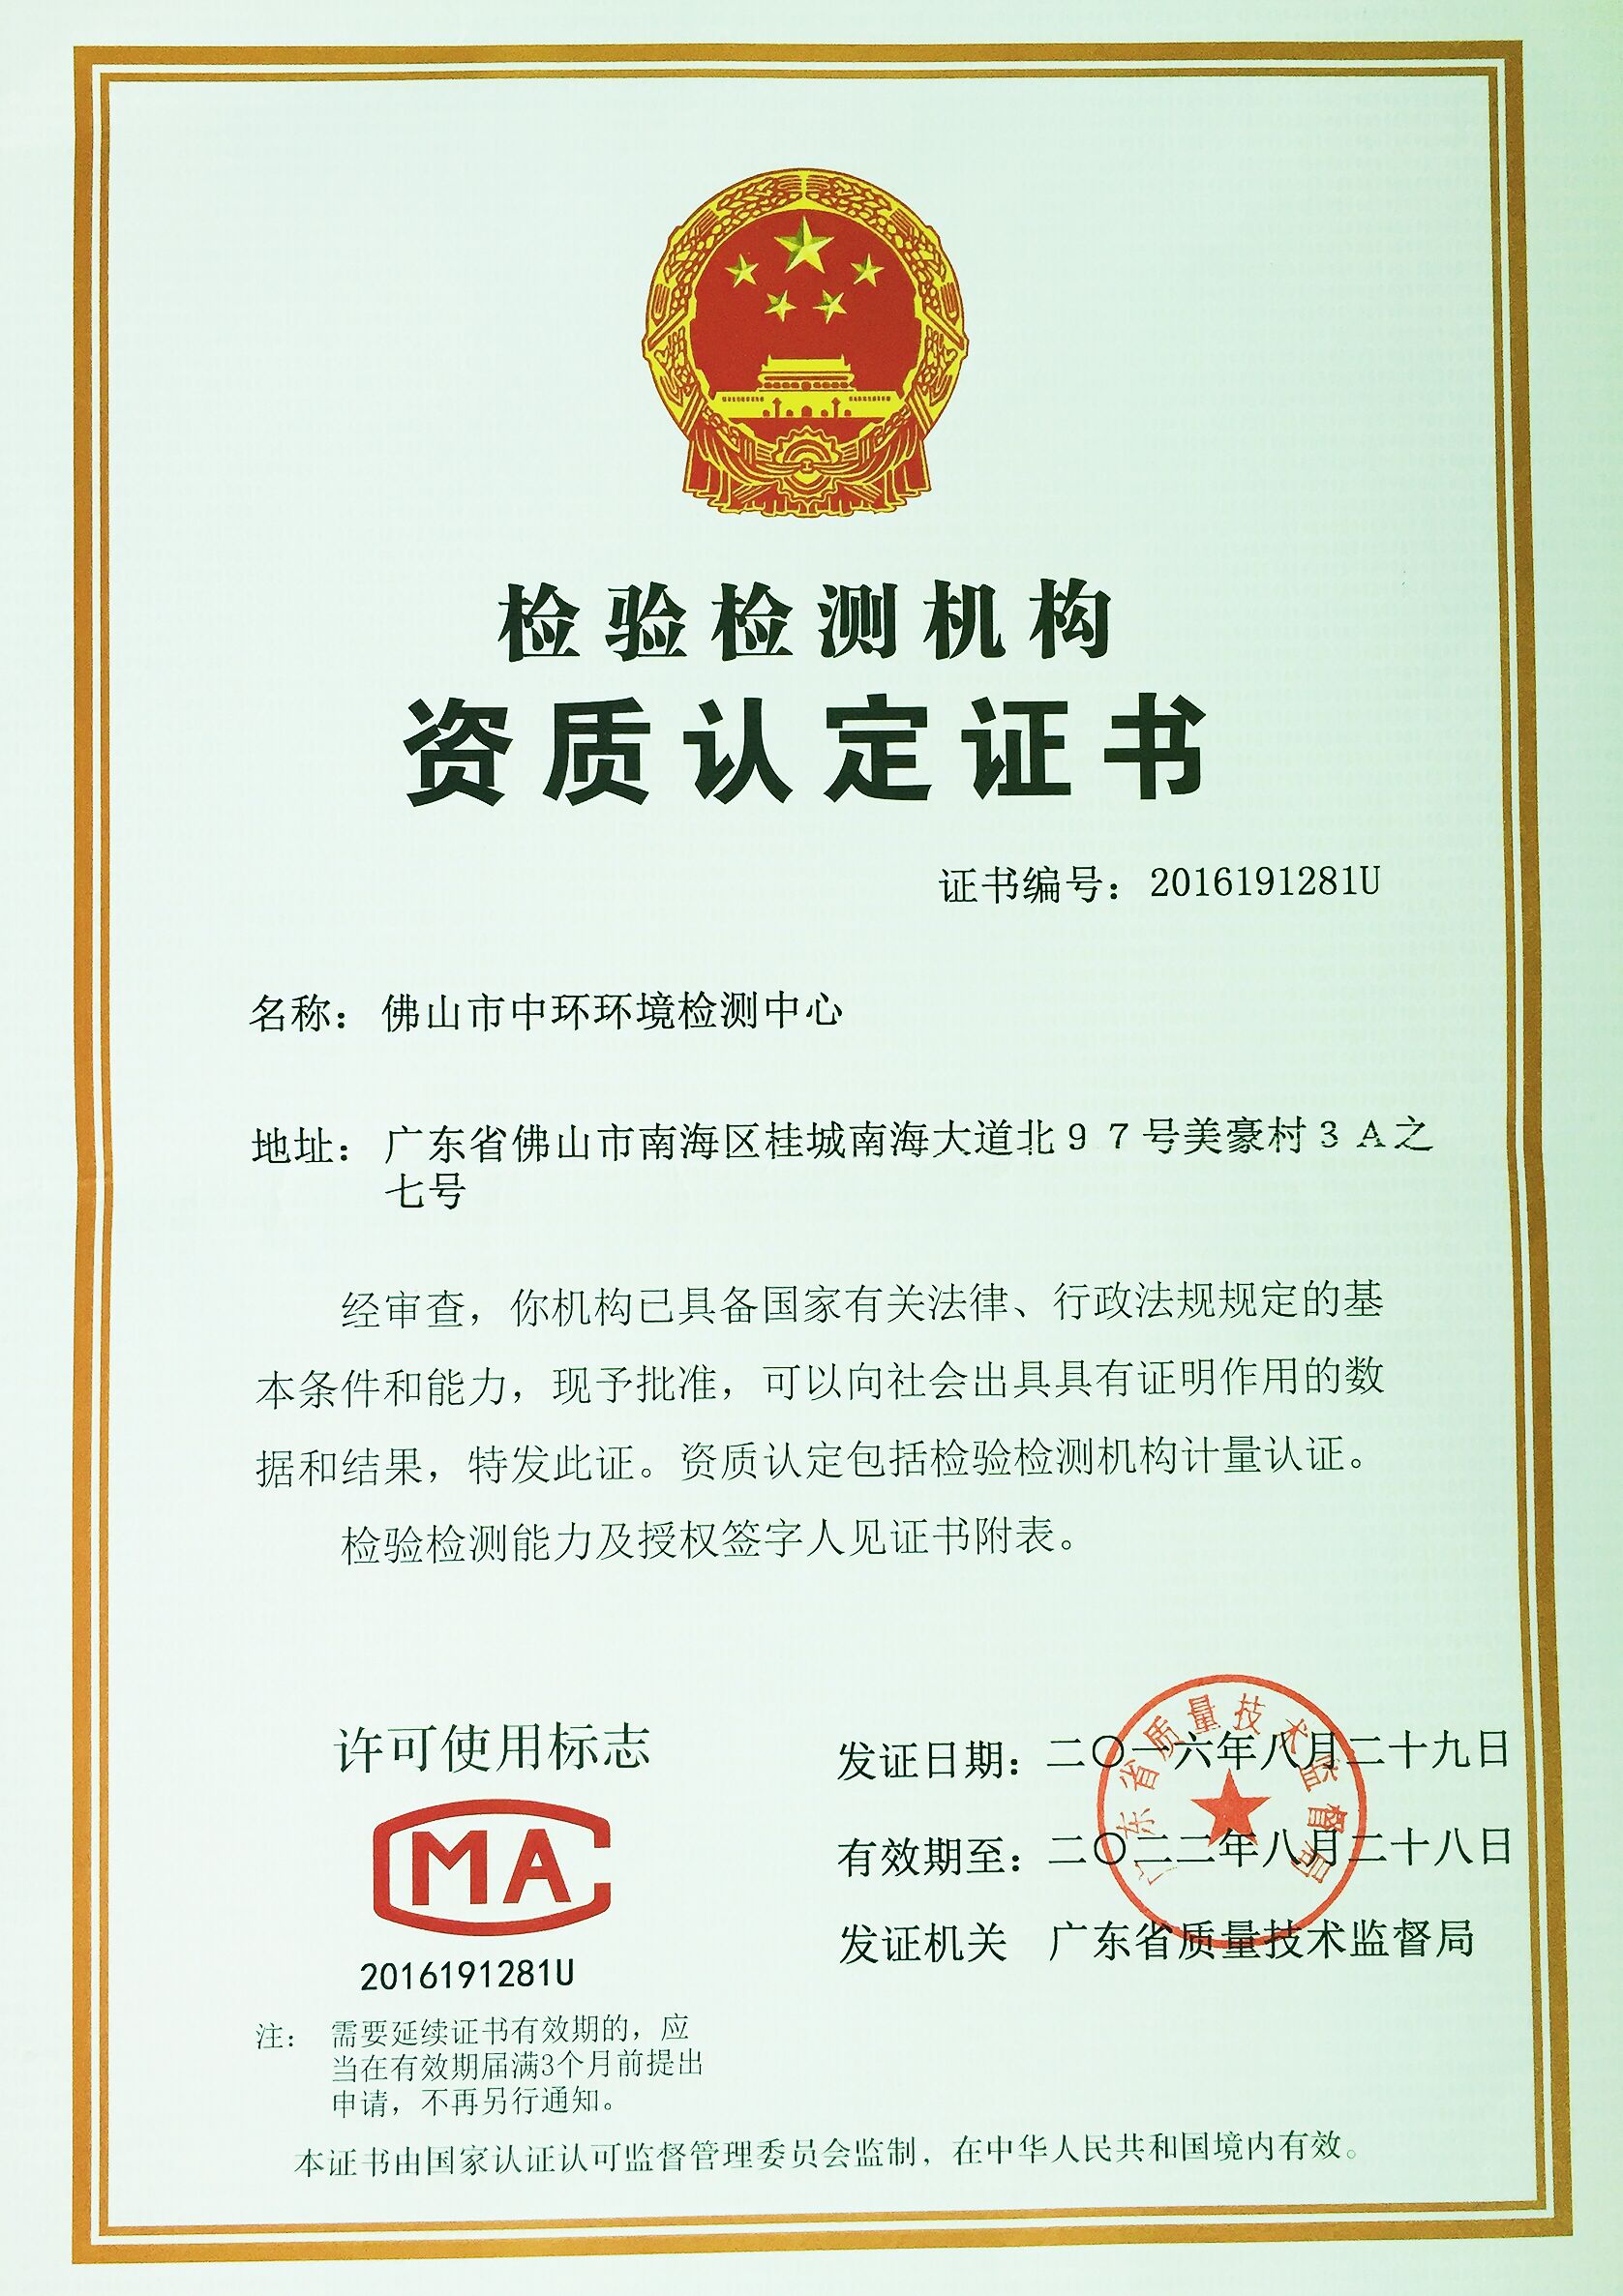 检验检测机构
资质认定证书
证书编号：2016191281U
名称：佛山市中环环境检测中心
地址：广东省佛山市南海区桂城南海大道北９７号美豪村３Ａ之
七号
经审查，你机构已具备国家有关法律、行政法规规定的基
本条件和能力，现予批准，可以向社会出具具有证明作用的数
据和结果，特发此证。资质认定包括检验检测机构计量认证。
检验检测能力及授权签字人见证书附表。
许可使用标志
MA
2016191281U
发证日期：二〇一六年八月二十九日
有效期至：二〇二二年八月二十八日
发证机关 广东省质量技术监督局
广东省质量技术监督局
注： 需要延续证书有效期的，应
当在有效期届满3个月前提出
申请，不再另行通知。
本证书由国家认证认可监督管理委员会监制，在中华人民共和国境内有效。